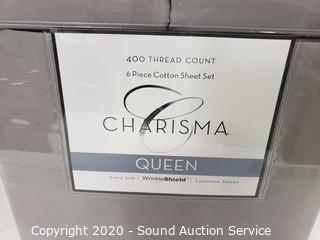 400 THREAD COUNT
6 Piece Cotton Sheet Set
C
CHARISMA
QUEEN
Extra Soft | WrinkleShield™ | Luxurious Sateen
Copyright 2020 - Sound Auction Service